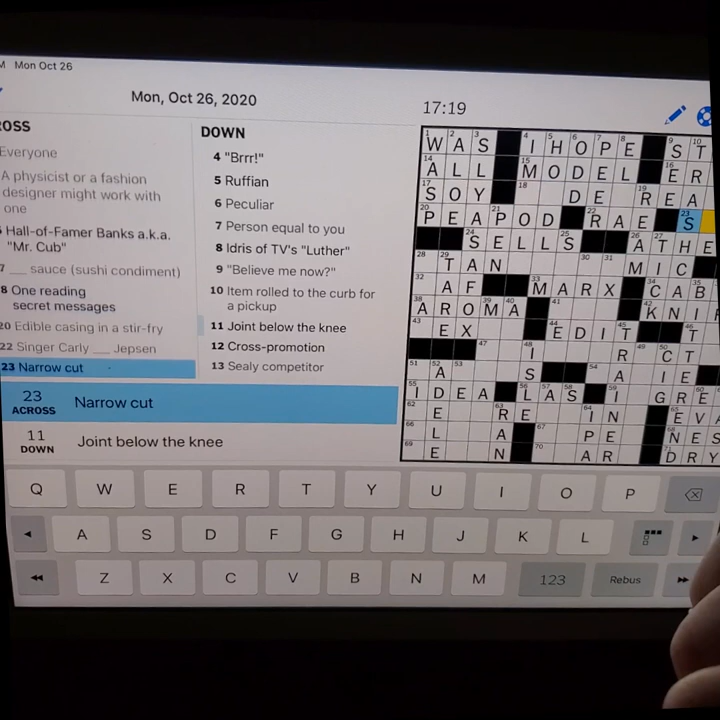 Mon Oct 26
Mon, Oct 26, 2020
17:19
OSS
Everyone
A physicist or a fashion
designer might work with
one
Hall-of-Famer Banks a.k.a.
"Mr. Cub"
7 ___ sauce (sushi condiment)
8 One reading
secret messages
20 Edible casing in a stir-fry
22 Singer Carly ___ Jepsen
23 Narrow cut
DOWN
4 "Brrr!"
5 Ruffian
6 Peculiar
7 Person equal to you
8 Idris of TV's "Luther"
9 "Believe me now?"
10 Item rolled to the curb for
a pickup
11 Joint below the knee
12 Cross-promotion
13 Sealy competitor
23
ACROSS
Narrow cut
11
DOWN
Joint below the knee
WAS IHOPE ST
ALL MODEL ER
SOY DE REA
PEAPOD RAE S
SELLS ATHE
TAN MIC
AF MARX CAB
AROMA KNI
EX EDIT T
I R CT
A S A IE
IDEA LAS GRE
E RE IN EVA
L A PE NES
E N AR DRY
Q W E R T Y U I O P
A S D F G H J K L
Z X C V B N M 123 Rebus